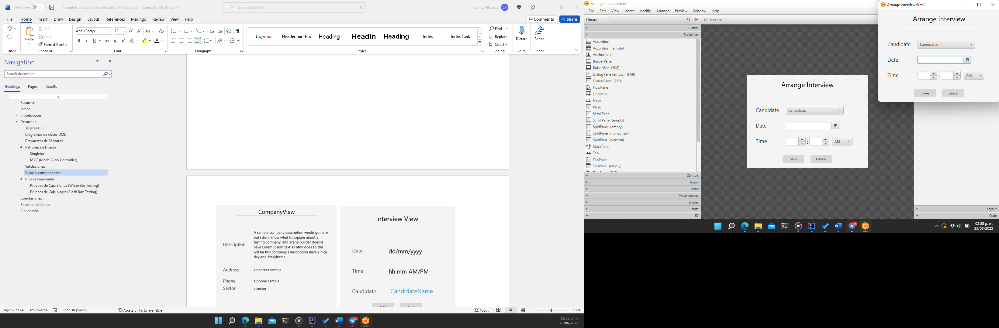 AutoSave Off VicenteGarofalo_CarlosDVilaseca_13_G22.docx - Compatibility Mode
Search (Alt+Q)
Carlos Vilaseca CV
File Home Insert Draw Design Layout References Mailings Review View Help
Comments Share
Paste
Cut
Copy
Format Painter
Arial (Body) 12
Caption
Header and Foo
Heading
Headin
Heading
Index
Index Link
Find
Replace
Select
Dictate
Editor
Undo Clipboard Font Paragraph Styles Editing Voice Editor
Navigation
Search document
Headings Pages Results
Resumen
Índice
Introducción
Desarrollo
Tarjetas CRC
Diagramas de clases UML
Propuestas de Reportes
Patrones de Diseño
Singleton
MVC (Model View Controller)
Validaciones
Vistas y componentes
Pruebas realizadas
Pruebas de Caja Blanca (White Box Testing)
Pruebas de Caja Negra (Black Box Testing)
Conclusiones
Recomendaciones
Bibliografía
CompanyView
Description
A sample company description would go here
but i dont know what to explain about a
testing company, and scene builder doesnt
have Lorem Ipsum text as html does so this
will be this company's description have a nice
day and #stayhome
Address an adress sample
Phone a phone sample
Sector a sector
Interview View
Date dd/mm/yyyy
Time hh:mm AM/PM
Candidate CandidateName
Page 17 of 24 3259 words Spanish (Spain) Accessibility: Unavailable
Focus 130%
29
02:55 p. m.
25/06/2022
Arrange Interview.fxml
File Edit View Insert Modify Arrange Preview Window Help
Library
No Selection
Custom
Containers
Accordion
Accordion (empty)
AnchorPane
BorderPane
ButtonBar (FX8)
DialogPane (empty) (FX8)
DialogPane (FX8)
FlowPane
GridPane
HBox
Pane
ScrollPane
ScrollPane (empty)
SplitPane (empty)
SplitPane (horizontal)
SplitPane (vertical)
StackPane
Tab
TabPane
TabPane (empty)
Controls
Gluon
Menu
Miscellaneous
Shapes
Charts
3D
Arrange Interview
Candidate Candidates
Date
Time : AM
Save Cancel
Arrange Interview.fxml
Arrange Interview
Candidate Candidates
Date
Time : AM
Save Cancel
Layout
Code
29
02:55 p. m.
25/06/2022